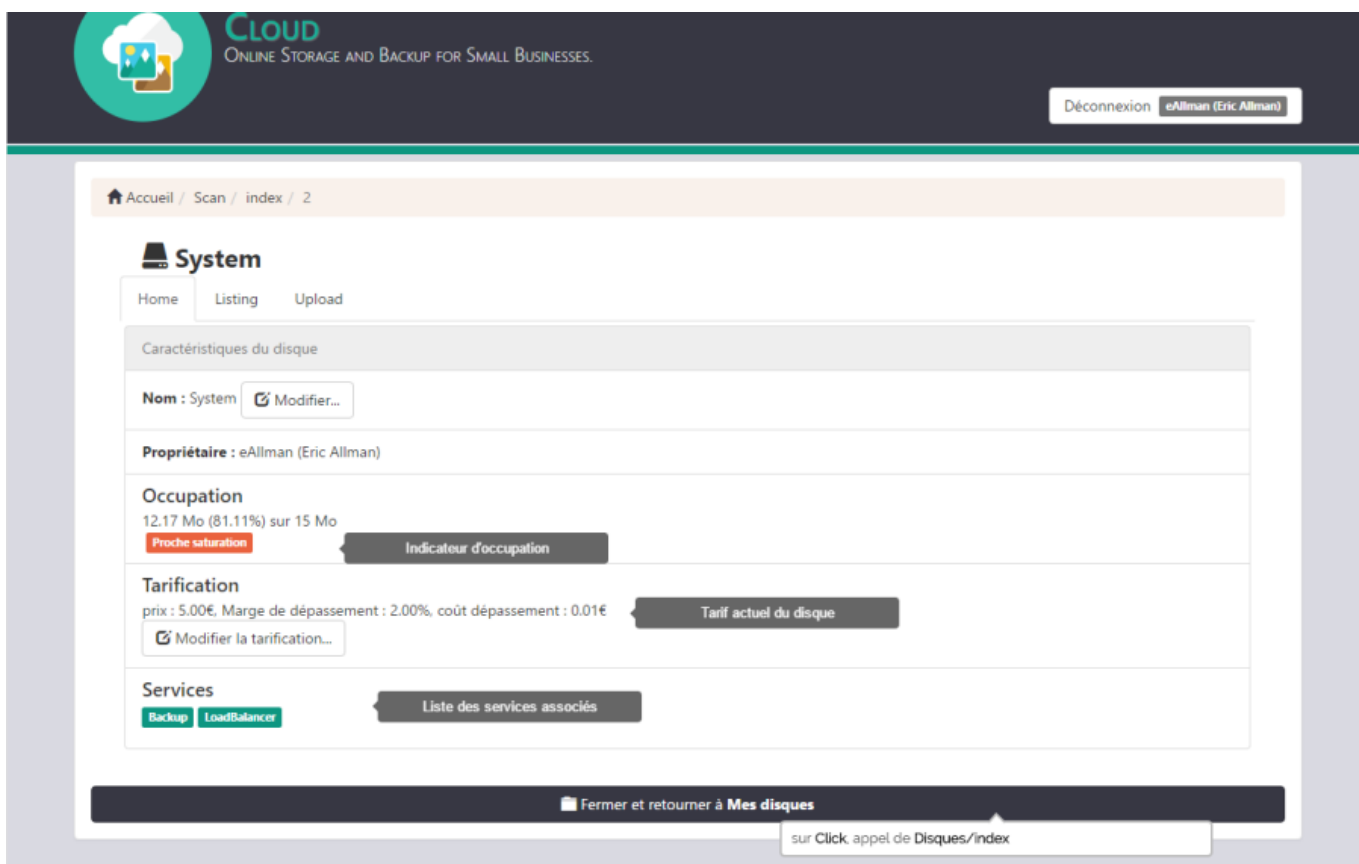 CLOUD
ONLINE STORAGE AND BACKUP FOR SMALL BUSINESSES.
Déconnexion eAllman (Eric Allman)
Accueil / Scan / index / 2
System
Home Listing Upload
Caractéristiques du disque
Nom : System Modifier...
Propriétaire : eAllman (Eric Allman)
Occupation
12.17 Mo (81.11%) sur 15 Mo
Proche saturation
Indicateur d'occupation
Tarification
prix : 5.00€, Marge de dépassement : 2.00%, coût dépassement : 0.01€
Tarif actuel du disque
Modifier la tarification...
Services
Backup LoadBalancer
Liste des services associés
Fermer et retourner à Mes disques
sur Click, appel de Disques/index